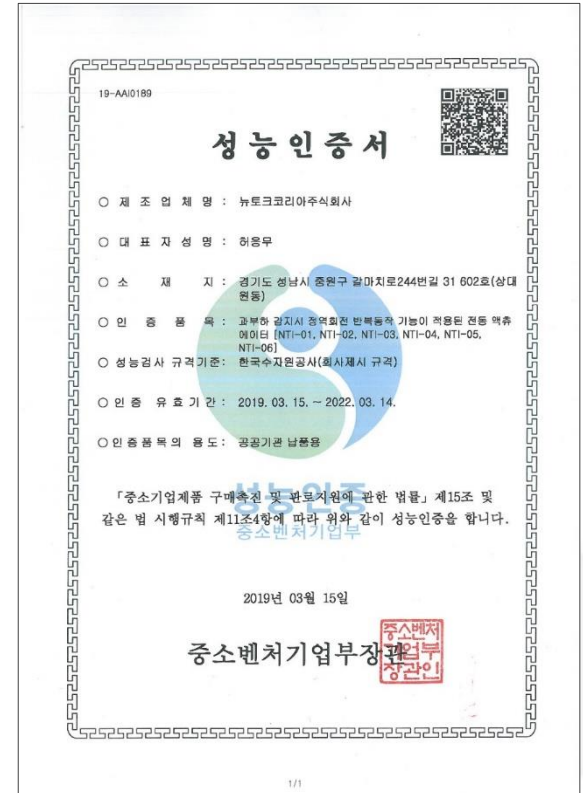 19-AAI0189
성능인증서
○ 제 조 업 체 명 : 뉴토크코리아주식회사
○ 대 표 자 성 명 : 허응무
○ 소 재 지 : 경기도 성남시 중원구 갈마치로244번길 31 602호(상대
원동)
○ 인 증 품 목 : 과부하 감지시 정역회전 반복동작 기능이 적용된 전동 액츄
에이터 [NTI-01, NTI-02, NTI-03, NTI-04, NTI-05,
NTI-06]
○ 성능검사 규격기준: 한국수자원공사(회사제시 규격)
○ 인증 유효기간 : 2019. 03. 15. ~ 2022. 03. 14.
○ 인증품목의 용도: 공공기관 납품용
성능인증
중소벤처기업부
「중소기업제품 구매촉진 및 판로지원에 관한 법률」 제15조 및
같은 법 시행규칙 제11조4항에 따라 위와 같이 성능인증을 합니다.
2019년 03월 15일
중소벤처기업부장관
중소벤처
기업부
장관인
1/1